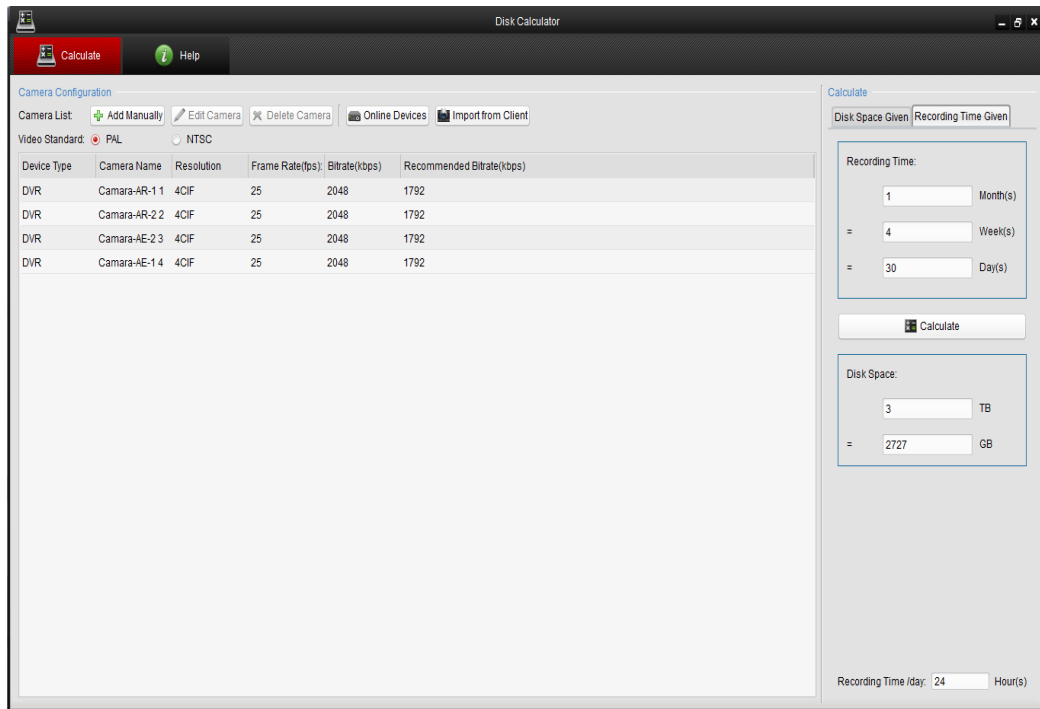 Disk Calculator
Calculate
Help
Camera Configuration
Camera List: Add Manually Edit Camera Delete Camera Online Devices Import from Client
Video Standard: PAL NTSC
Device Type Camera Name Resolution Frame Rate(fps): Bitrate(kbps) Recommended Bitrate(kbps)
DVR Camara-AR-1 1 4CIF 25 2048 1792
DVR Camara-AR-2 2 4CIF 25 2048 1792
DVR Camara-AE-2 3 4CIF 25 2048 1792
DVR Camara-AE-1 4 4CIF 25 2048 1792
Calculate
Disk Space Given Recording Time Given
Recording Time:
1 Month(s)
= 4 Week(s)
= 30 Day(s)
Calculate
Disk Space:
3 TB
= 2727 GB
Recording Time /day: 24 Hour(s)